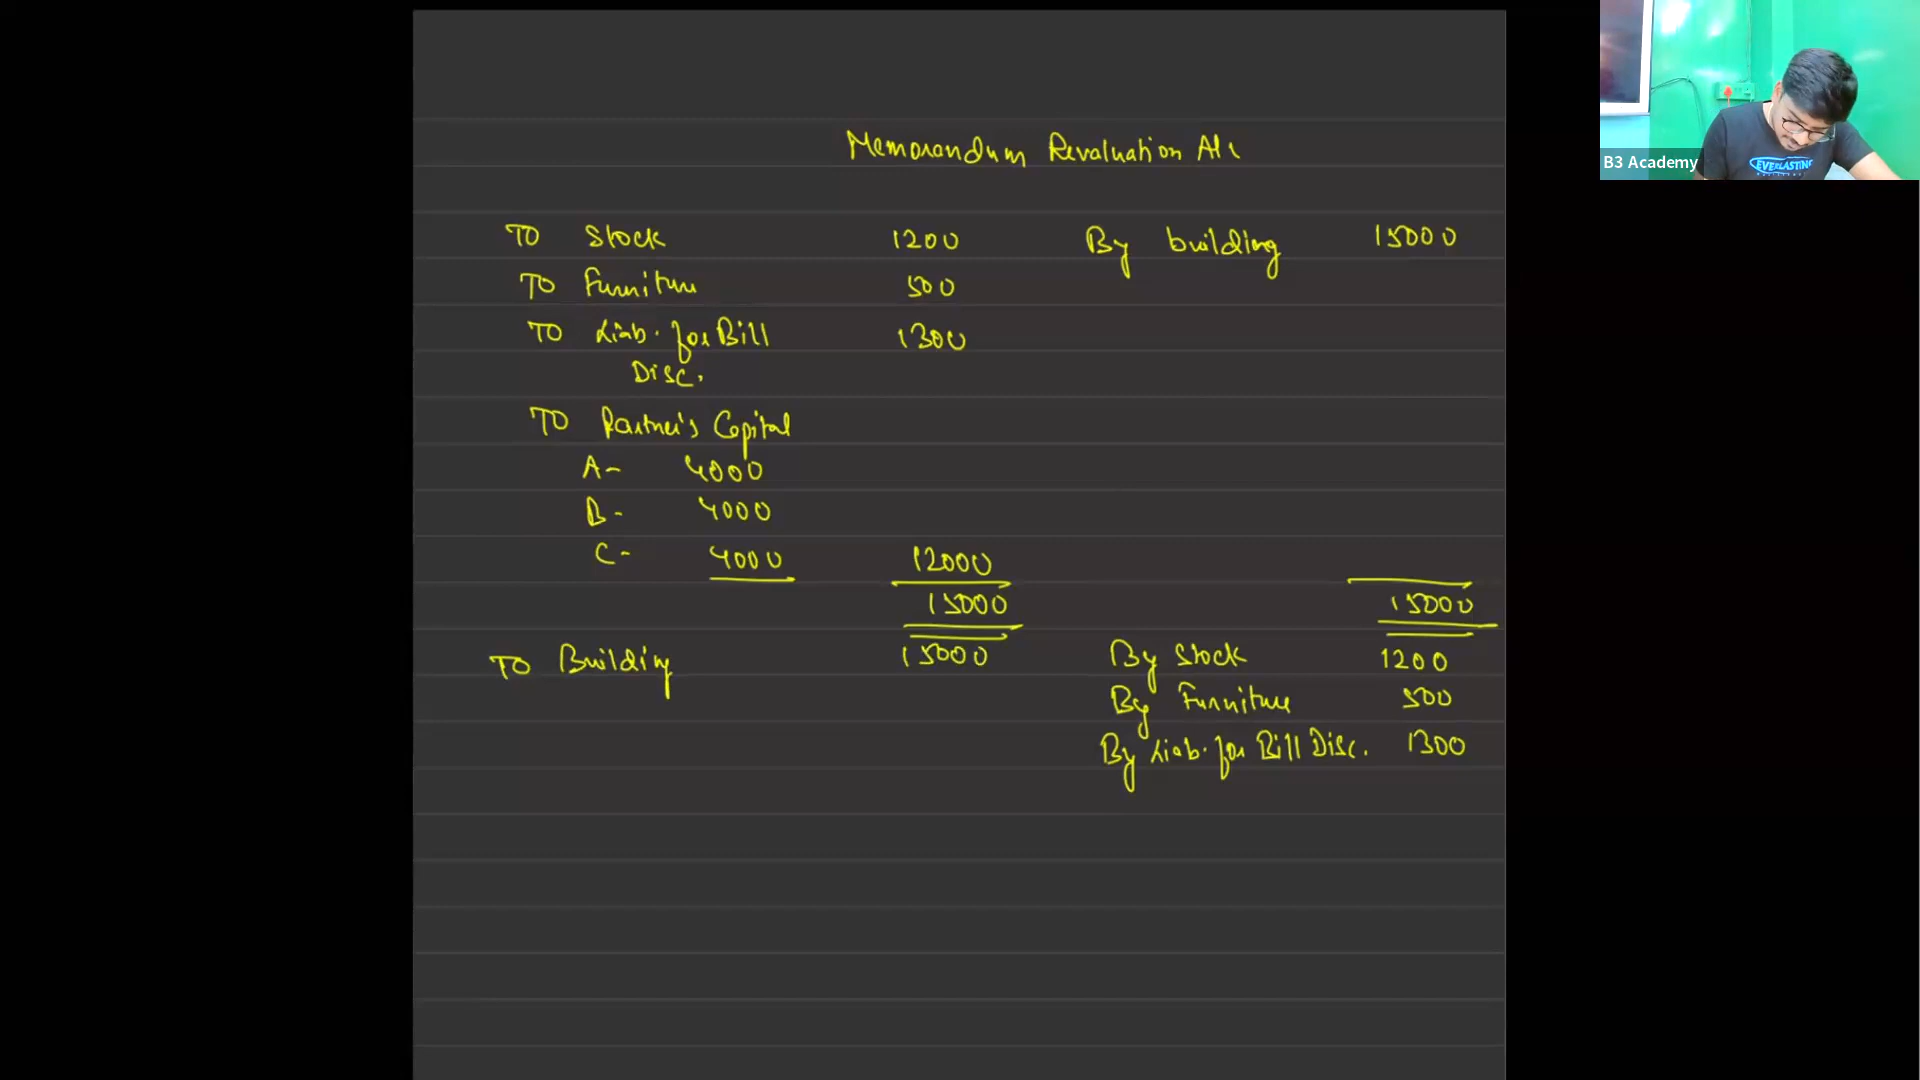 Memorandum Revaluation A/c
To Stock 1200 By building 15000
To Furniture 500
To Liab. for Bill 1300
Disc.
To Partner's Capital
A- 4000
B- 4000
C- 4000 12000
15000 15000
To Building 15000 By Stock 1200
By Furniture 500
By Liab. for Bill Disc. 1300
B3 Academy
EVERLASTING